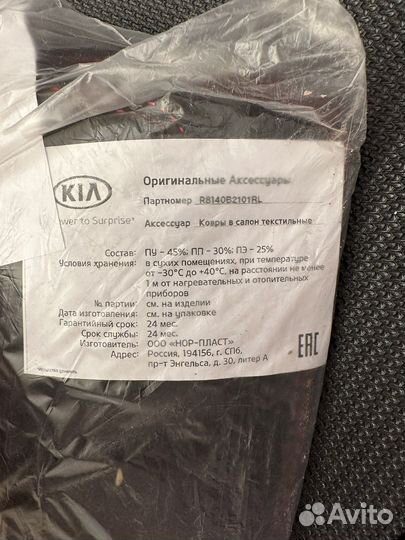 KIA
Оригинальные Аксессуары
Партномер R8140B2101RL
ower to Surprise"
Аксессуар Ковры в салон текстильные
Состав: ПУ - 45%; ПП - 30%; ПЭ - 25%
Условия хранения: в сухих помещениях, при температуре
от -30°C до +40°C, на расстоянии не менее
1 м от нагревательных и отопительных
приборов
№ партии: см. на изделии
Дата изготовления: см. на упаковке
Гарантийный срок: 24 мес.
Срок службы: 24 мес.
Изготовитель: ООО «НОР-ПЛАСТ»
Адрес: Россия, 194156, г. СПб,
пр-т Энгельса, д. 30, литер А
EAC
Avito